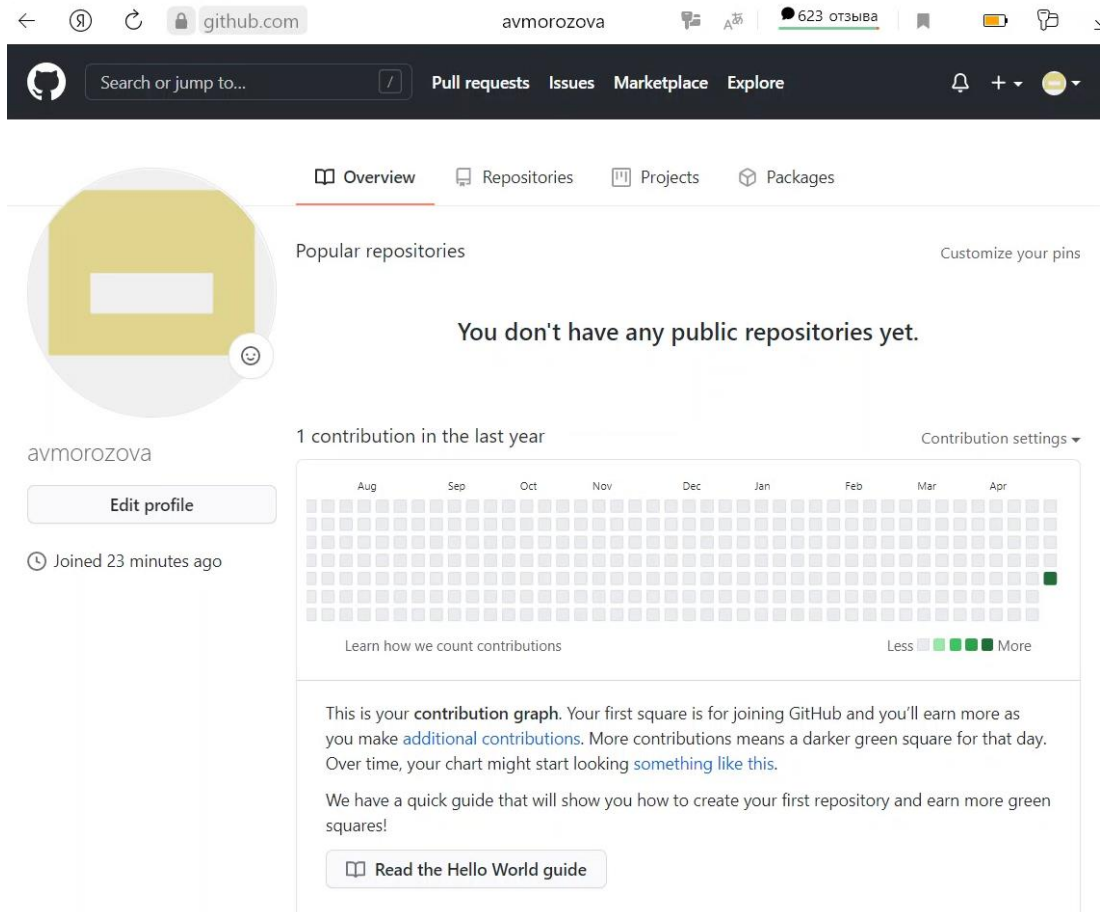 Я github.com avmorozova 623 отзыва
Search or jump to... / Pull requests Issues Marketplace Explore
Overview Repositories Projects Packages
Popular repositories Customize your pins
You don't have any public repositories yet.
1 contribution in the last year Contribution settings
avmorozova
Edit profile
Joined 23 minutes ago
Aug Sep Oct Nov Dec Jan Feb Mar Apr
Learn how we count contributions Less More
This is your contribution graph. Your first square is for joining GitHub and you'll earn more as
you make additional contributions. More contributions means a darker green square for that day.
Over time, your chart might start looking something like this.
We have a quick guide that will show you how to create your first repository and earn more green
squares!
Read the Hello World guide